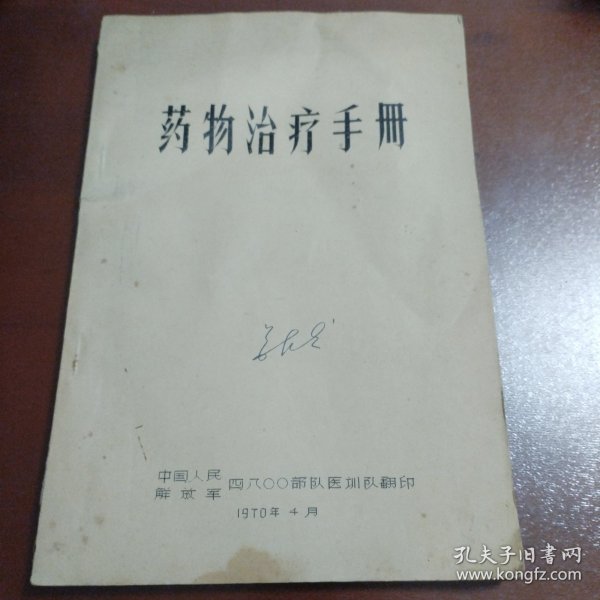 药物治疗手册
中国人民
解放军 四六〇〇部队医训队翻印
1970年4月
孔夫子旧书网
www.kongfz.com